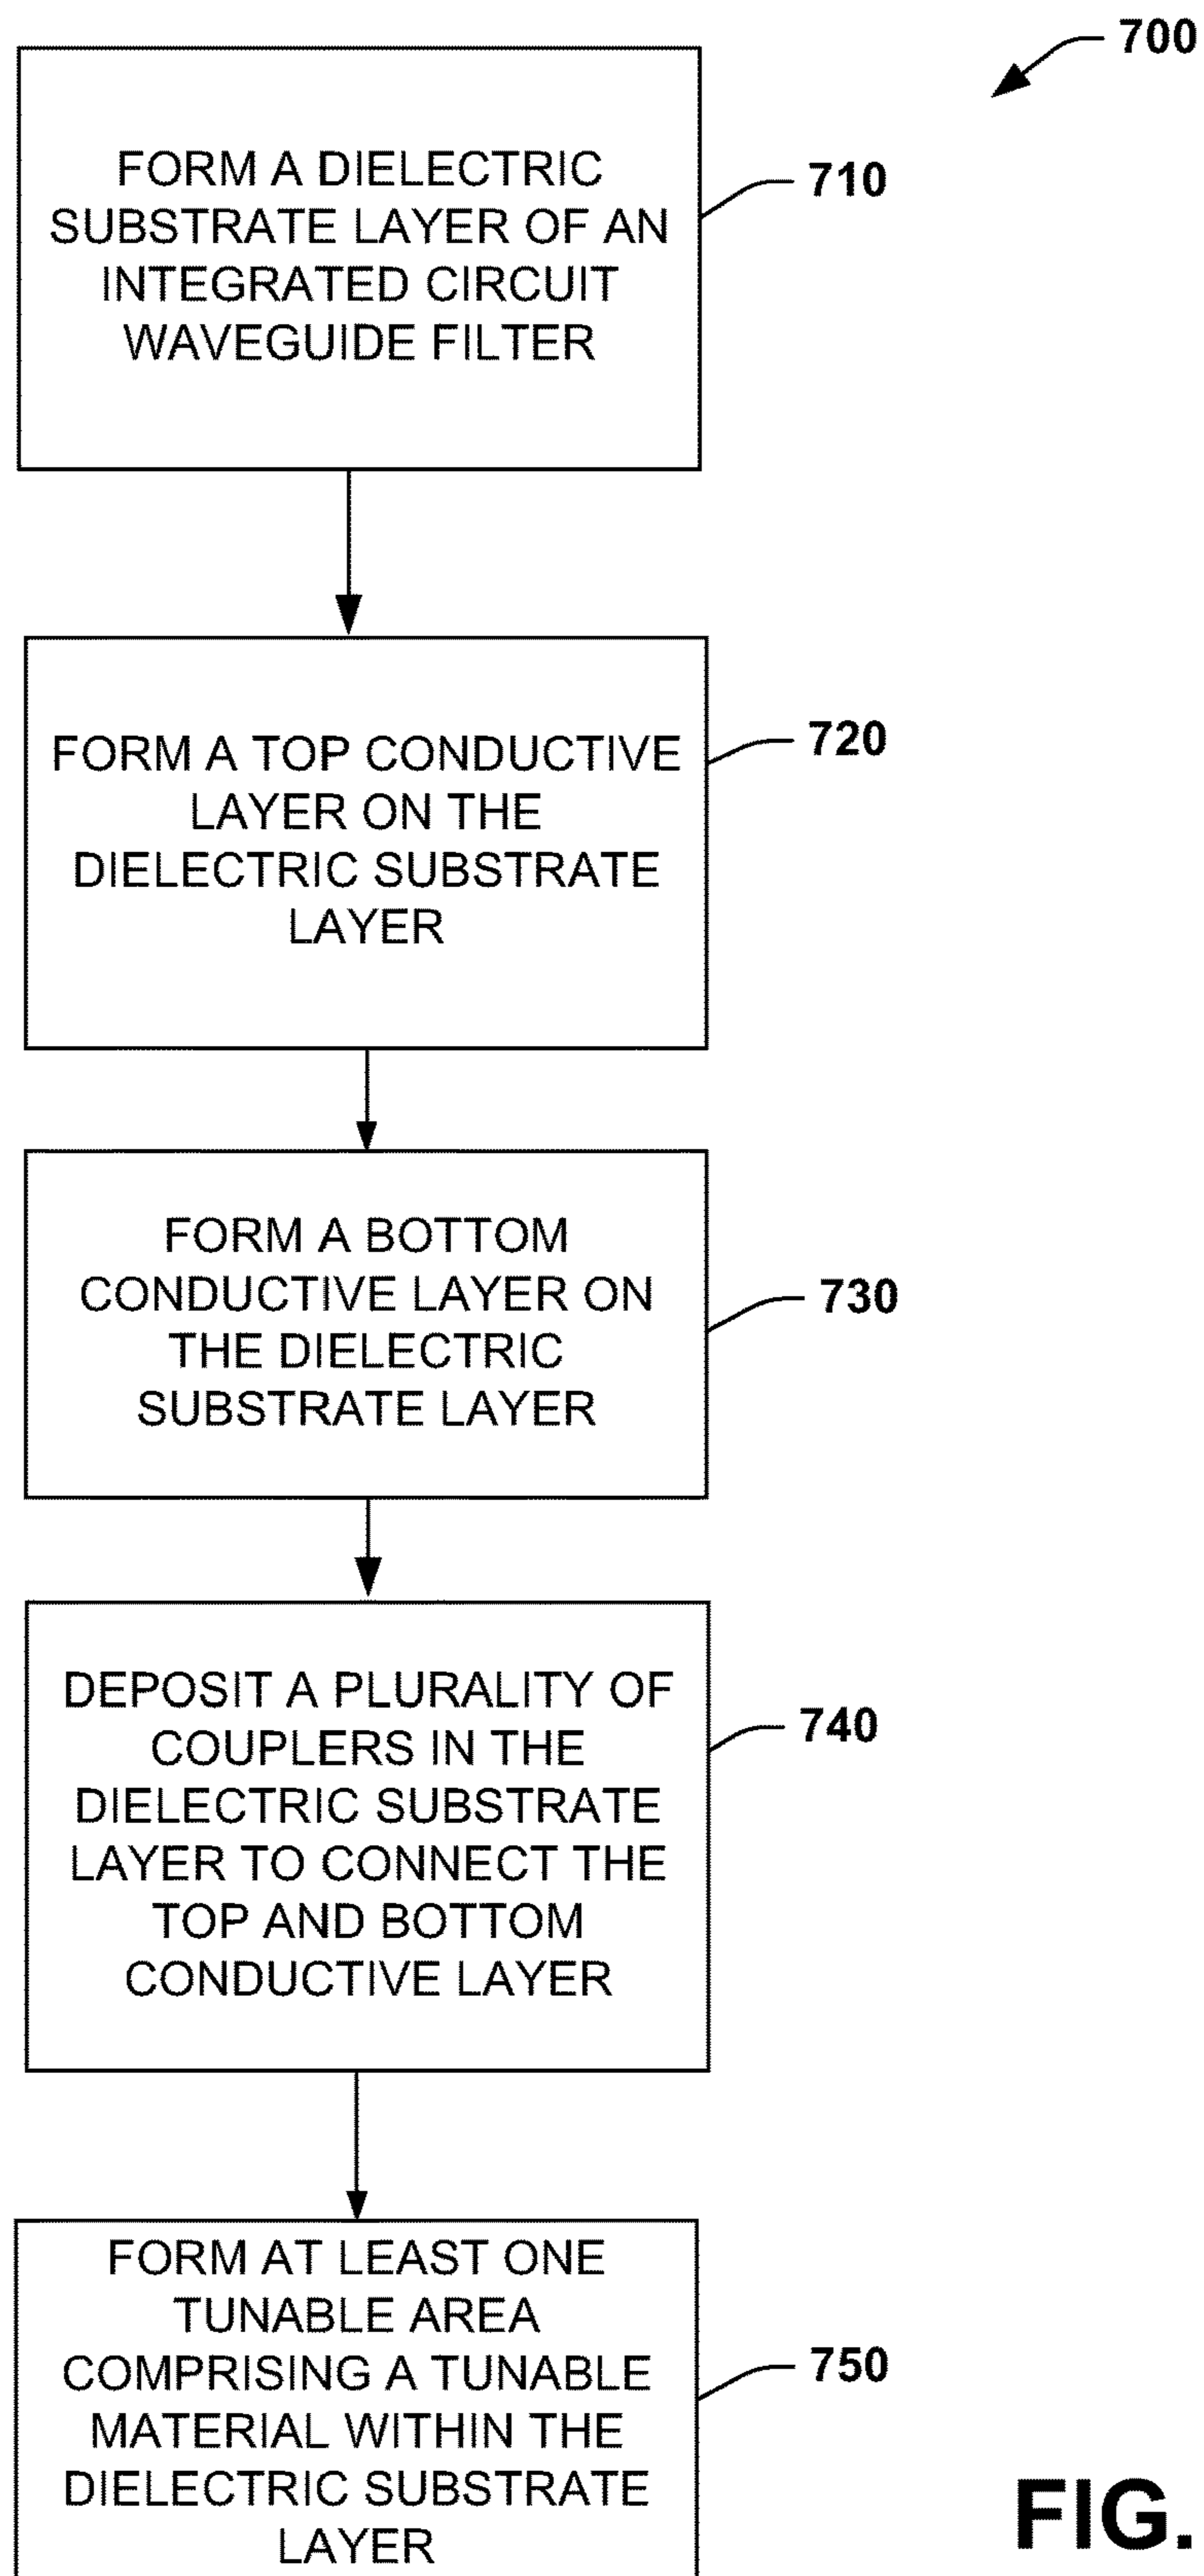 700
FORM A DIELECTRIC
SUBSTRATE LAYER OF AN
INTEGRATED CIRCUIT
WAVEGUIDE FILTER
710
FORM A TOP CONDUCTIVE
LAYER ON THE
DIELECTRIC SUBSTRATE
LAYER
720
FORM A BOTTOM
CONDUCTIVE LAYER ON
THE DIELECTRIC
SUBSTRATE LAYER
730
DEPOSIT A PLURALITY OF
COUPLERS IN THE
DIELECTRIC SUBSTRATE
LAYER TO CONNECT THE
TOP AND BOTTOM
CONDUCTIVE LAYER
740
FORM AT LEAST ONE
TUNABLE AREA
COMPRISING A TUNABLE
MATERIAL WITHIN THE
DIELECTRIC SUBSTRATE
LAYER
750
FIG.